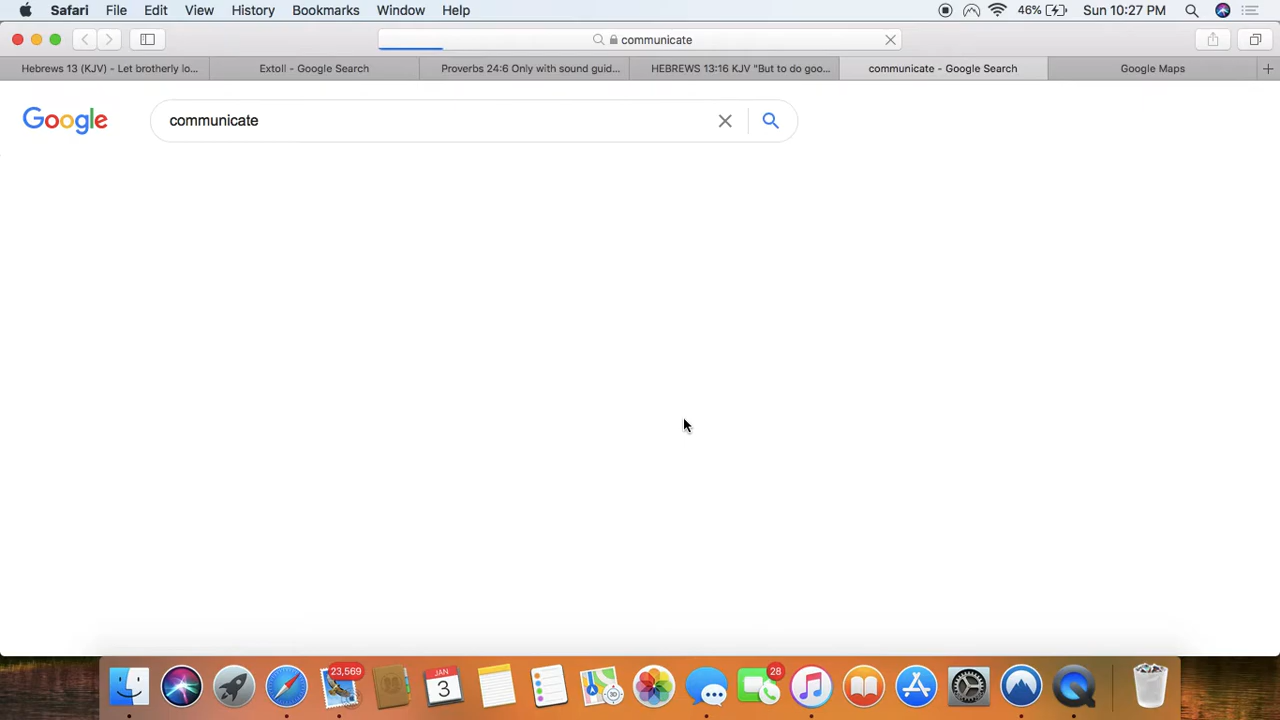 Safari File Edit View History Bookmarks Window Help 46% Sun 10:27 PM
communicate
Hebrews 13 (KJV) - Let brotherly lo... Extoll - Google Search Proverbs 24:6 Only with sound guid... HEBREWS 13:16 KJV "But to do goo... communicate - Google Search Google Maps
Google communicate
23,569 JAN 3 28